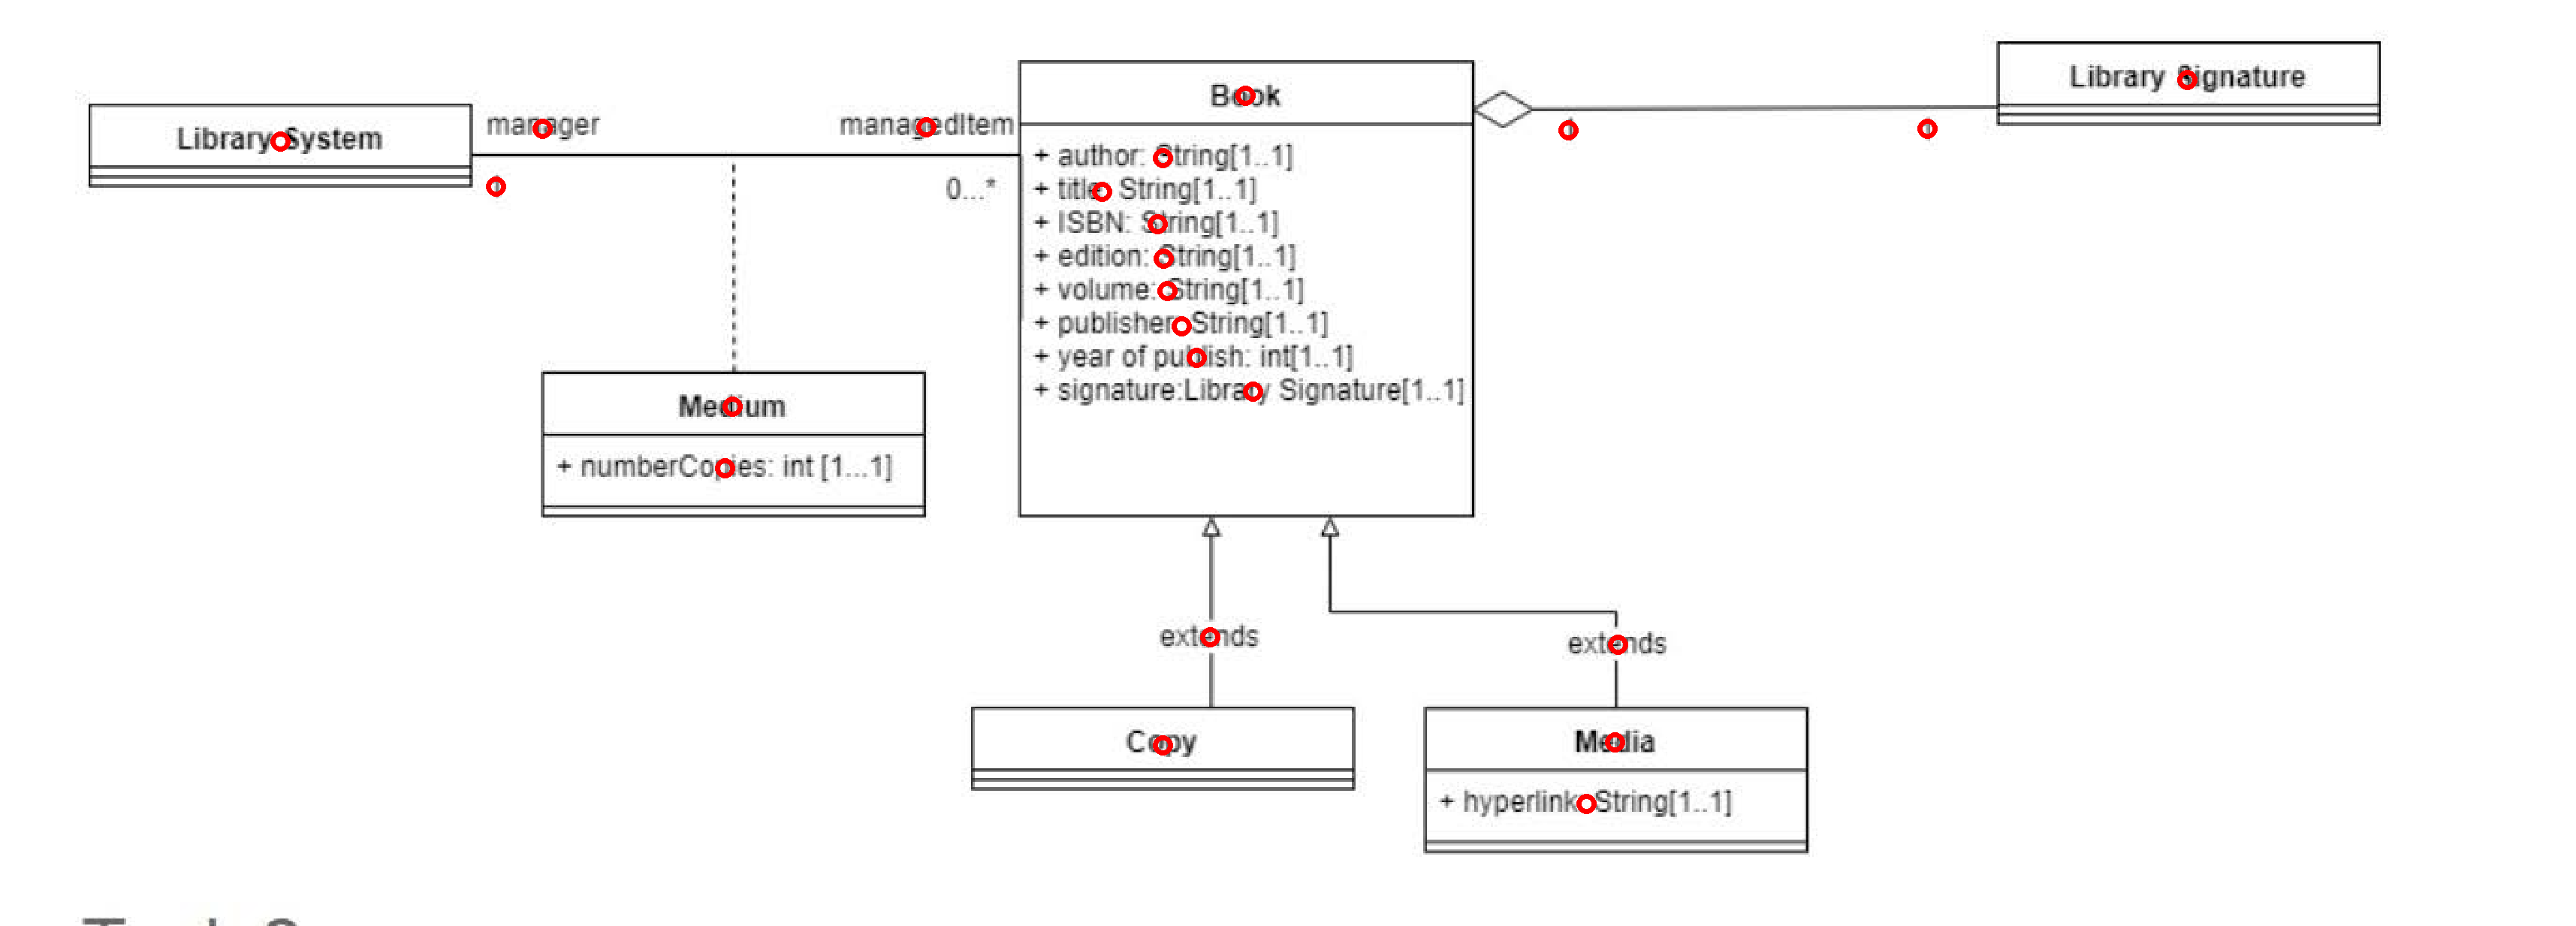 Library System
manager
managedItem
1
0...*
Book
+ author: String[1..1]
+ title: String[1..1]
+ ISBN: String[1..1]
+ edition: String[1..1]
+ volume: String[1..1]
+ publisher: String[1..1]
+ year of publish: int[1..1]
+ signature:Library Signature[1..1]
1
1
Library Signature
Medium
+ numberCopies: int [1...1]
extends
extends
Copy
Media
+ hyperlink: String[1..1]